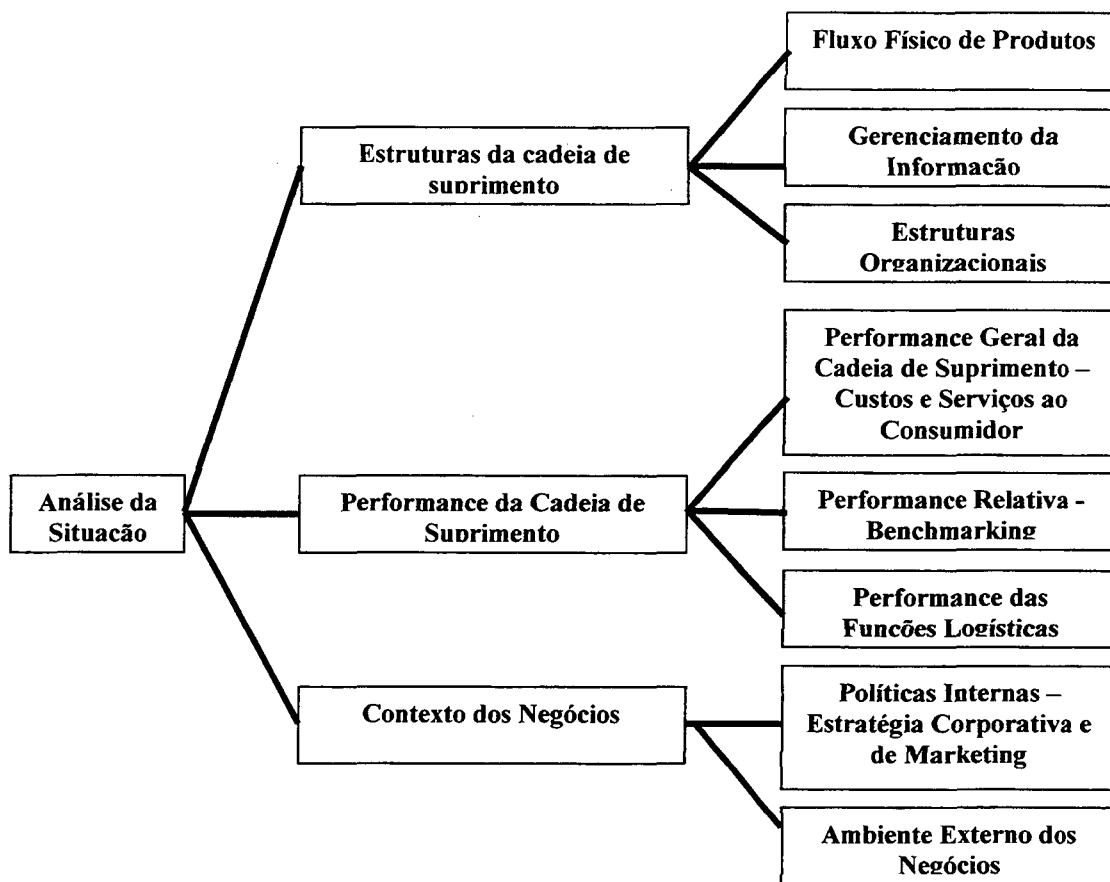 Fluxo Físico de Produtos
Gerenciamento da
Informação
Estruturas
Organizacionais
Estruturas da cadeia de
suprimento
Performance Geral da
Cadeia de Suprimento –
Custos e Serviços ao
Consumidor
Performance Relativa -
Benchmarking
Performance das
Funções Logísticas
Análise da
Situação
Performance da Cadeia de
Suprimento
Contexto dos Negócios
Políticas Internas –
Estratégia Corporativa e
de Marketing
Ambiente Externo dos
Negócios